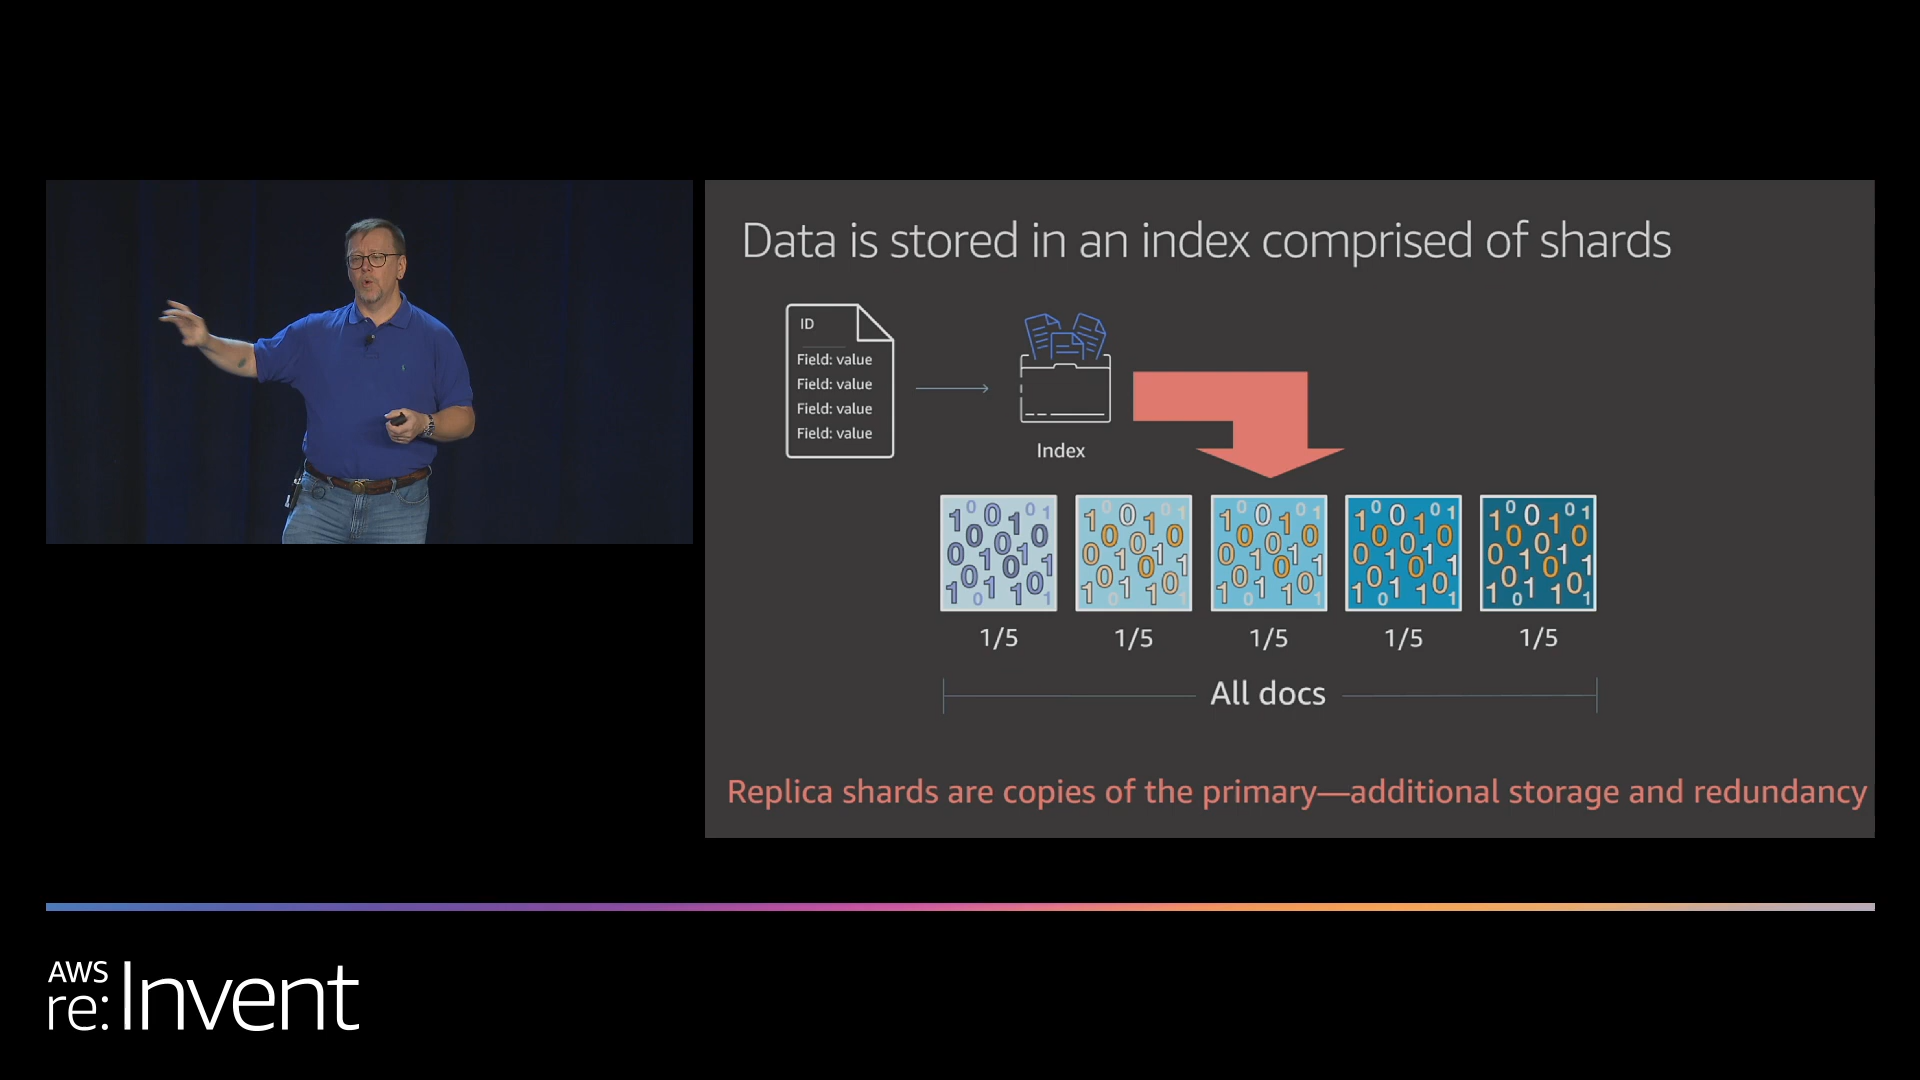 Data is stored in an index comprised of shards
ID
Field: value
Field: value
Field: value
Field: value
Index
1/5 1/5 1/5 1/5 1/5
All docs
Replica shards are copies of the primary—additional storage and redundancy
AWS
re:Invent